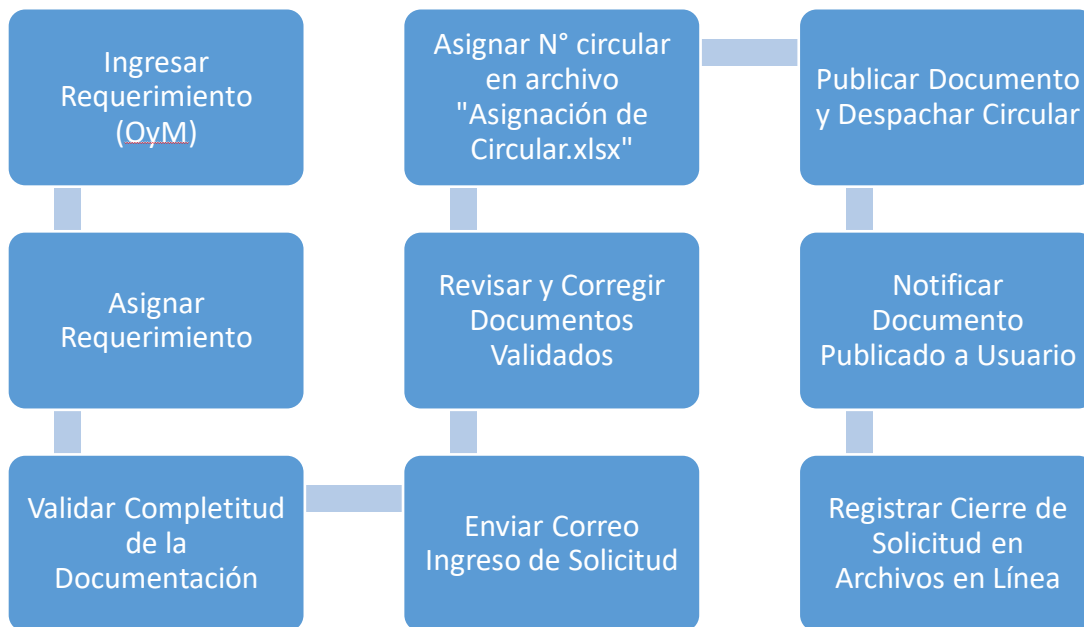 Ingresar
Requerimiento
(OyM)
Asignar
Requerimiento
Validar Completitud
de la
Documentación
Enviar Correo
Ingreso de Solicitud
Revisar y Corregir
Documentos
Validados
Asignar N° circular
en archivo
"Asignación de
Circular.xlsx"
Publicar Documento
y Despachar Circular
Notificar
Documento
Publicado a Usuario
Registrar Cierre de
Solicitud en
Archivos en Línea